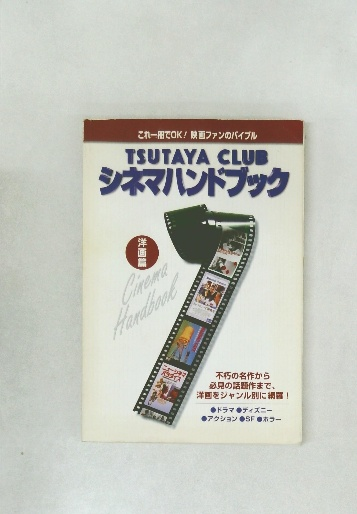 これ一冊でOK！映画ファンのバイブル
TSUTAYA CLUB
シネマハンドブック
洋画篇
Cinema
Handbook
不朽の名作から
必見の話題作まで、
洋画をジャンル別に網羅！
●ドラマ●ディズニー
●アクション●SF●ホラー